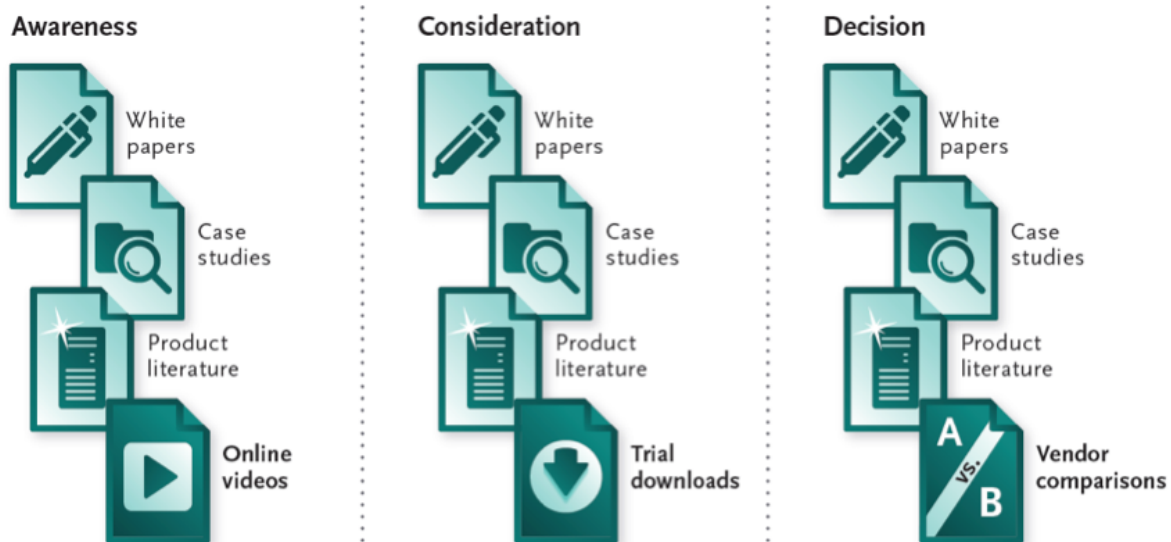 Awareness
White
papers
Case
studies
Product
literature
Online
videos
Consideration
White
papers
Case
studies
Product
literature
Trial
downloads
Decision
White
papers
Case
studies
Product
literature
A
vs.
B
Vendor
comparisons